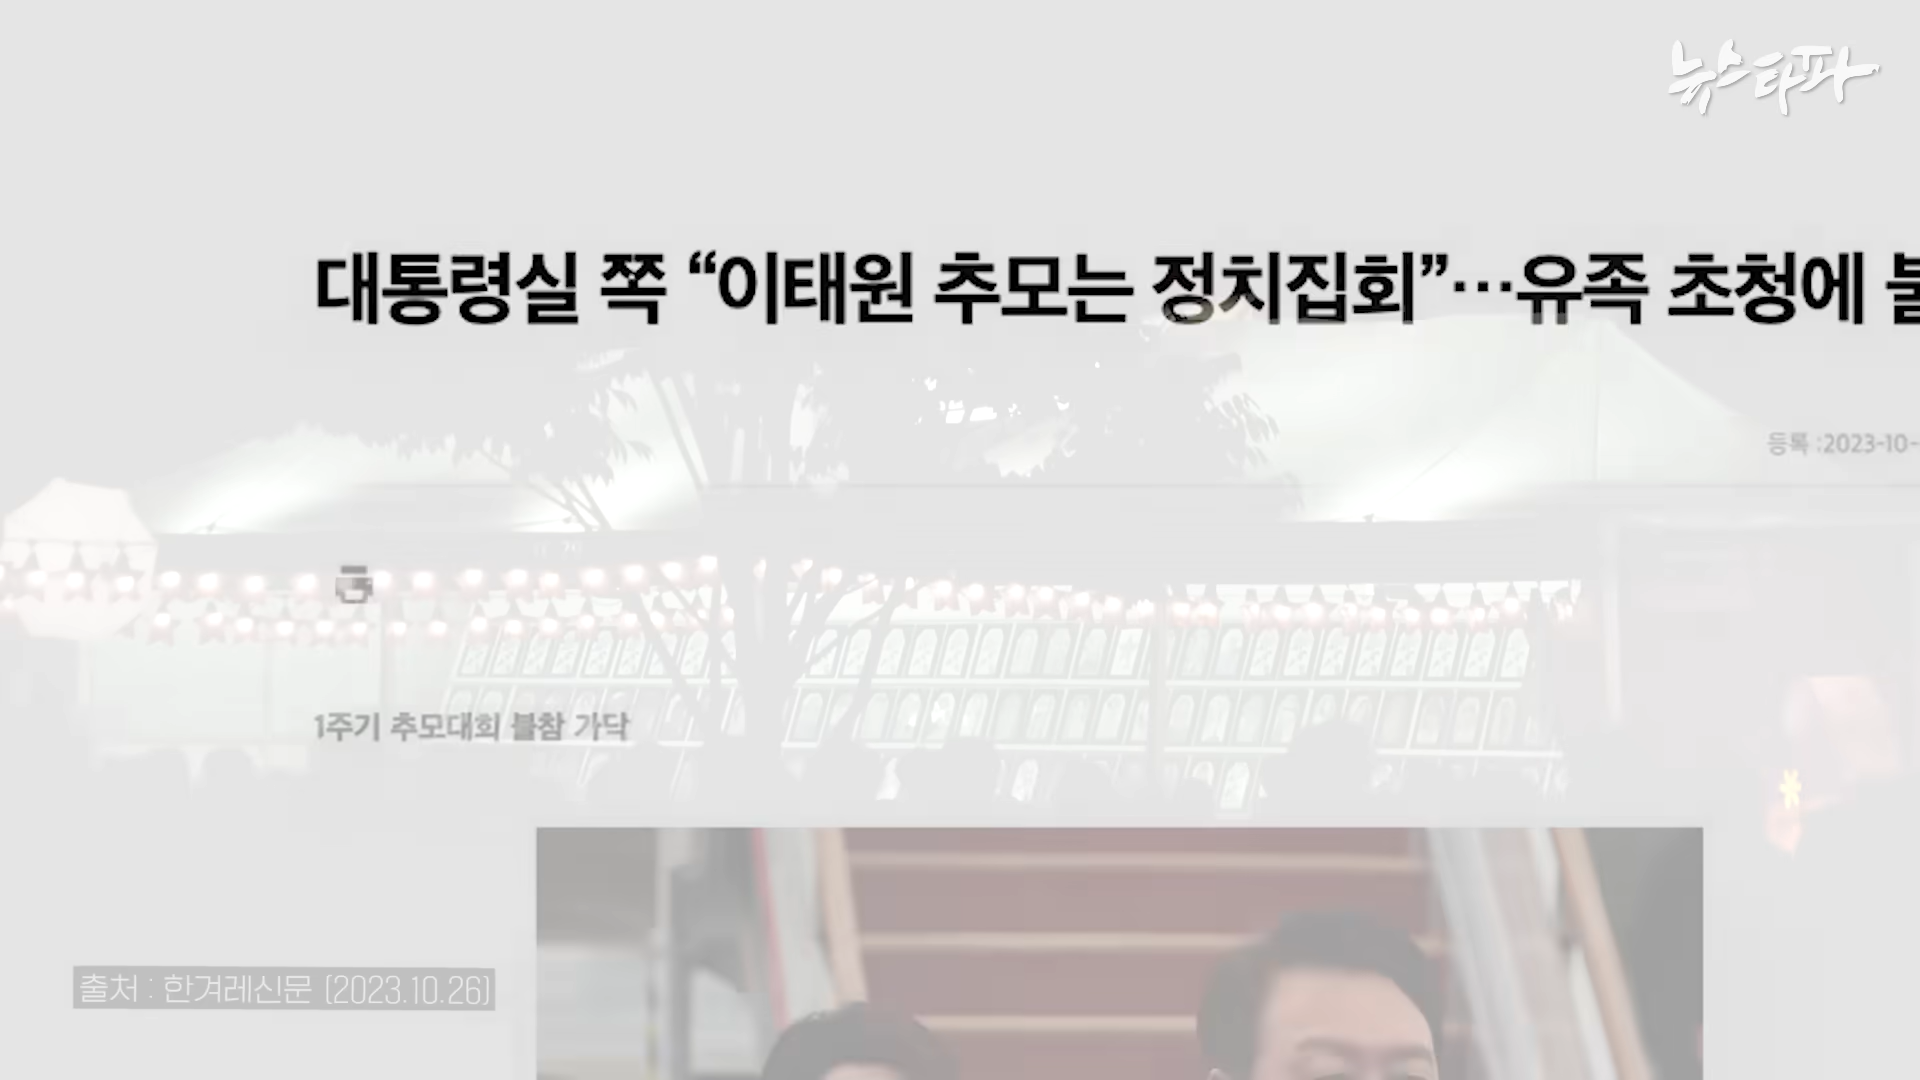 뉴스타파
대통령실 쪽 “이태원 추모는 정치집회”…유족 초청에
등록 :2023-10-
1주기 추모대회 불참 가닥
출처 : 한겨레신문 (2023.10.26)